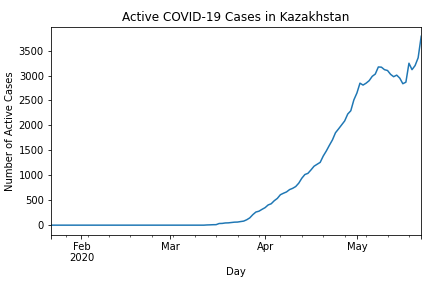 Active COVID-19 Cases in Kazakhstan
Number of Active Cases
3500
3000
2500
2000
1500
1000
500
0
Feb
2020
Mar
Apr
May
Day